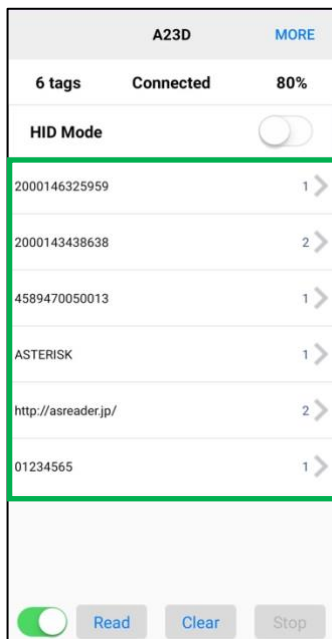 A23D MORE
6 tags Connected 80%
HID Mode
2000146325959 1
2000143438638 2
4589470050013 1
ASTERISK 1
http://asreader.jp/ 2
01234565 1
Read Clear Stop